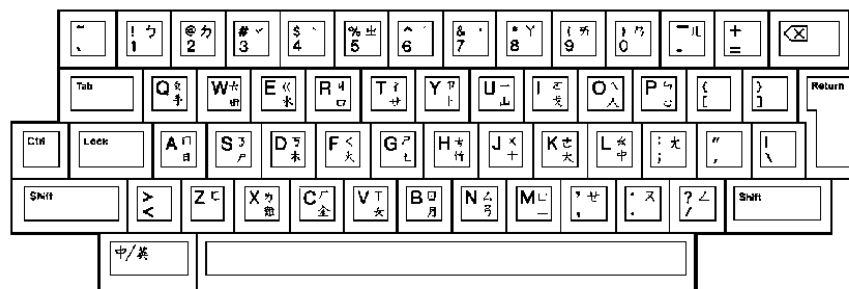 ~ ! ㄅ @ ㄉ # ˇ $ ˋ % ㄓ ^ ˊ & ˙ * ㄚ ( ㄞ ) ㄢ — ㄦ +
` 1 2 3 4 5 6 7 8 9 0 - =
Tab Q ㄆ W ㄊ E ㄍ R ㄐ T ㄔ Y ㄗ U ㄧ I ㄛ O ㄟ P ㄣ { } Return
手 田 水 口 廿 卜 山 戈 人 心 [ ]
Ctrl Lock A ㄇ S ㄋ D ㄎ F ㄑ G ㄕ H ㄘ J ㄨ K ㄜ L ㄠ : ㄤ " |
日 尸 木 火 土 竹 十 大 中 ; , \
Shift > Z ㄈ X ㄌ C ㄏ V ㄒ B ㄖ N ㄙ M ㄩ ㄝ ㄡ ? ㄥ Shift
< 難 金 女 月 弓 一 , . /
中/英